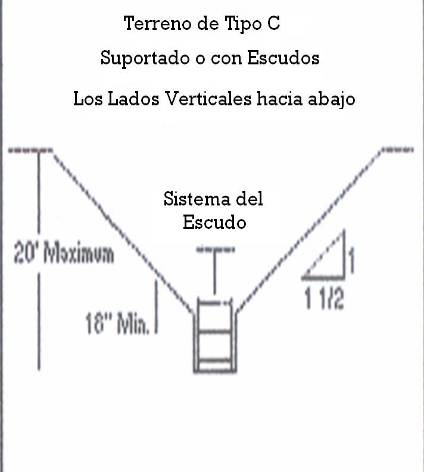 Terreno de Tipo C
Suportado o con Escudos
Los Lados Verticales hacia abajo
Sistema del
Escudo
20' Maximum
18" Min.
1
1 1/2